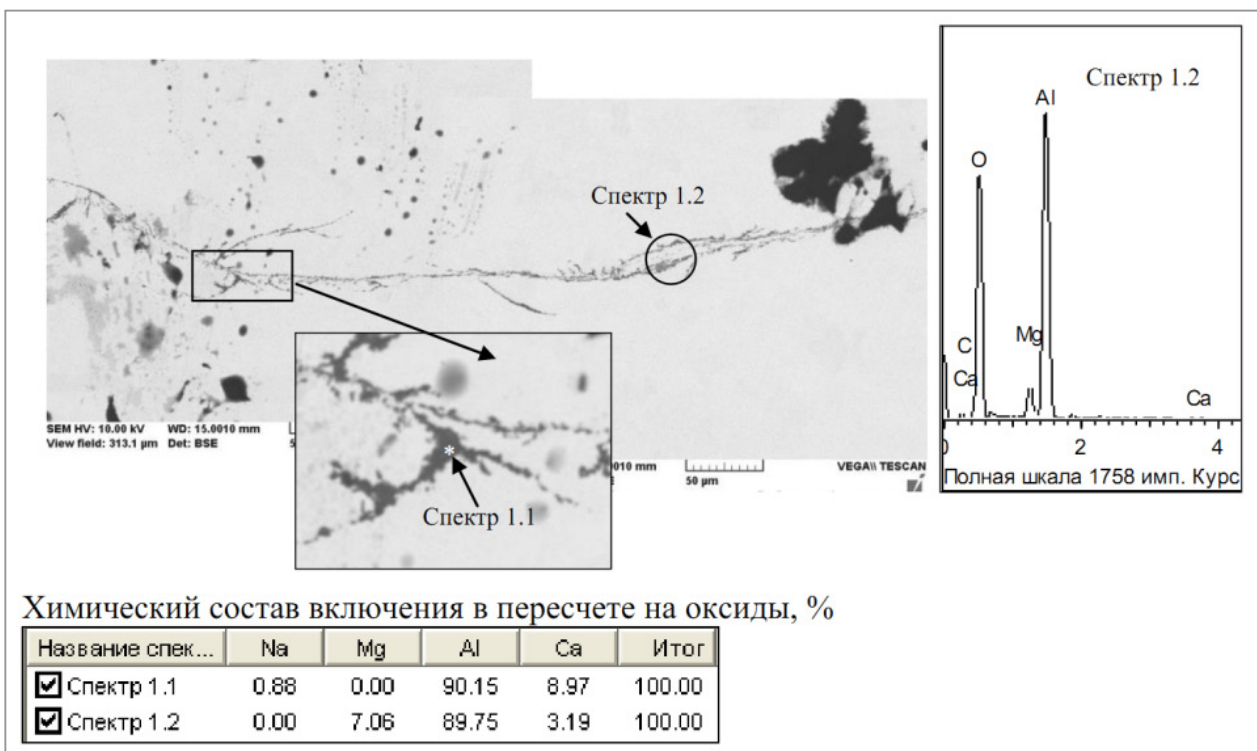 Спектр 1.2
Спектр 1.2
Al
O
Mg
C
Ca
Ca
0 2 4
Полная шкала 1758 имп. Курс
SEM HV: 10.00 kV WD: 15.0010 mm
View field: 313.1 µm Det: BSE 5
010 mm 50 µm VEGA\\ TESCAN
Спектр 1.1
Химический состав включения в пересчете на оксиды, %
Название спек... Na Mg Al Ca Итог
Спектр 1.1 0.88 0.00 90.15 8.97 100.00
Спектр 1.2 0.00 7.06 89.75 3.19 100.00